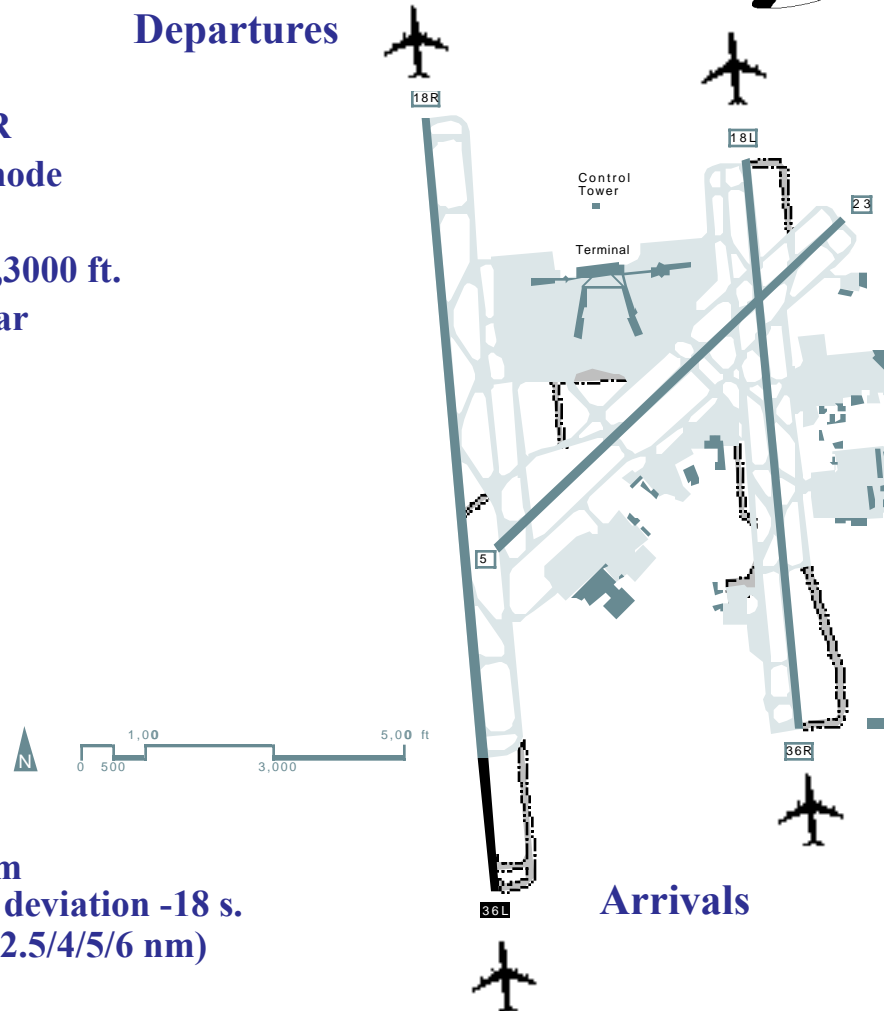 Departures
18R
R
node
18L
Control
Tower
23
Terminal
,3000 ft.
ar
5
1,00
5,00 ft
N
0 500
3,000
36R
m
deviation -18 s.
Arrivals
36L
2.5/4/5/6 nm)